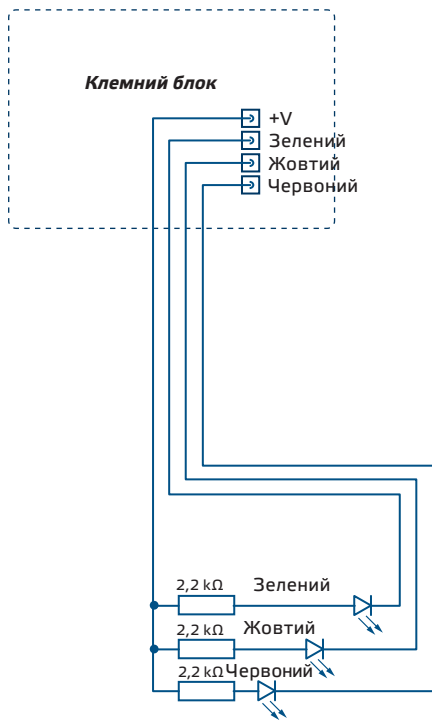 Клемний блок
+V
Зелений
Жовтий
Червоний
2,2 kΩ Зелений
2,2 kΩ Жовтий
2,2 kΩ Червоний